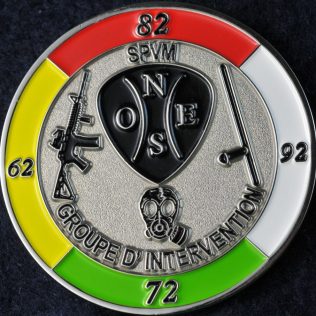 82
SPVM
N
O E
S
62
92
GROUPE D'INTERVENTION
72